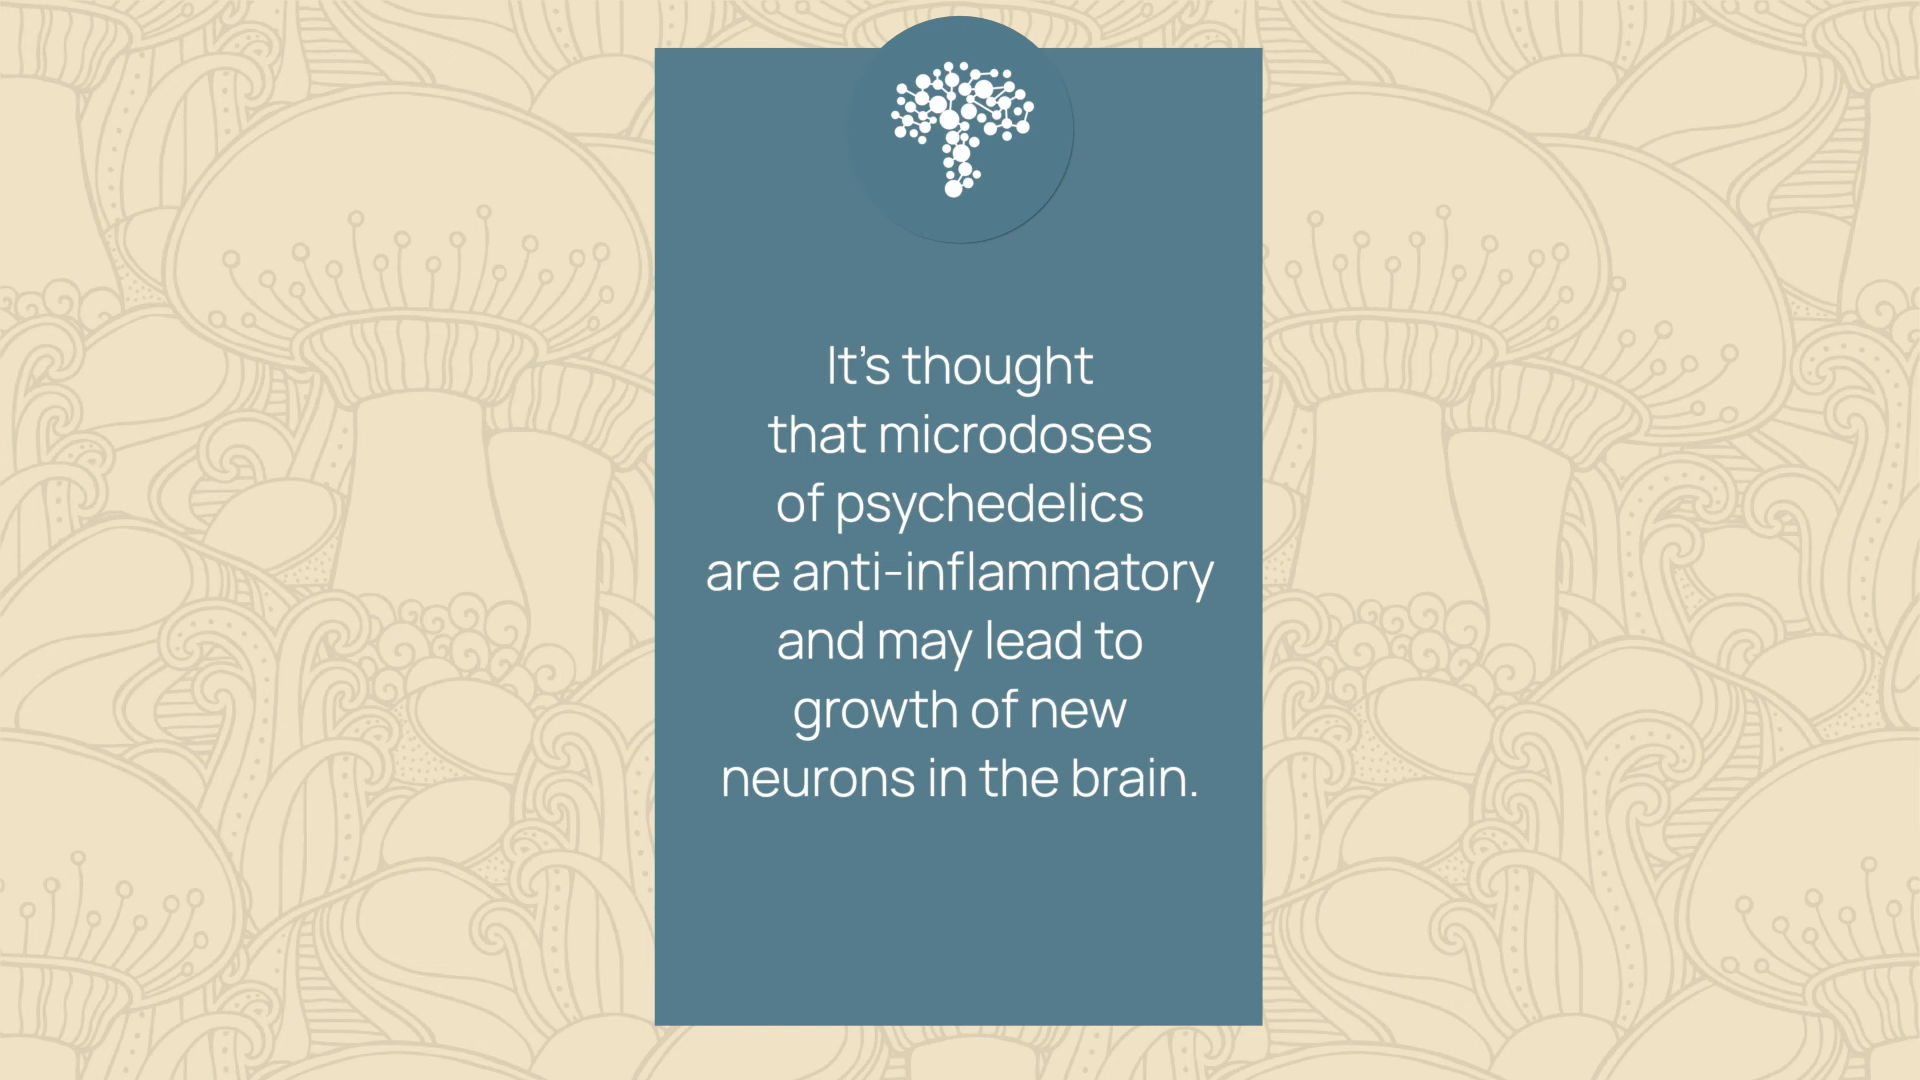 It’s thought
that microdoses
of psychedelics
are anti-inflammatory
and may lead to
growth of new
neurons in the brain.